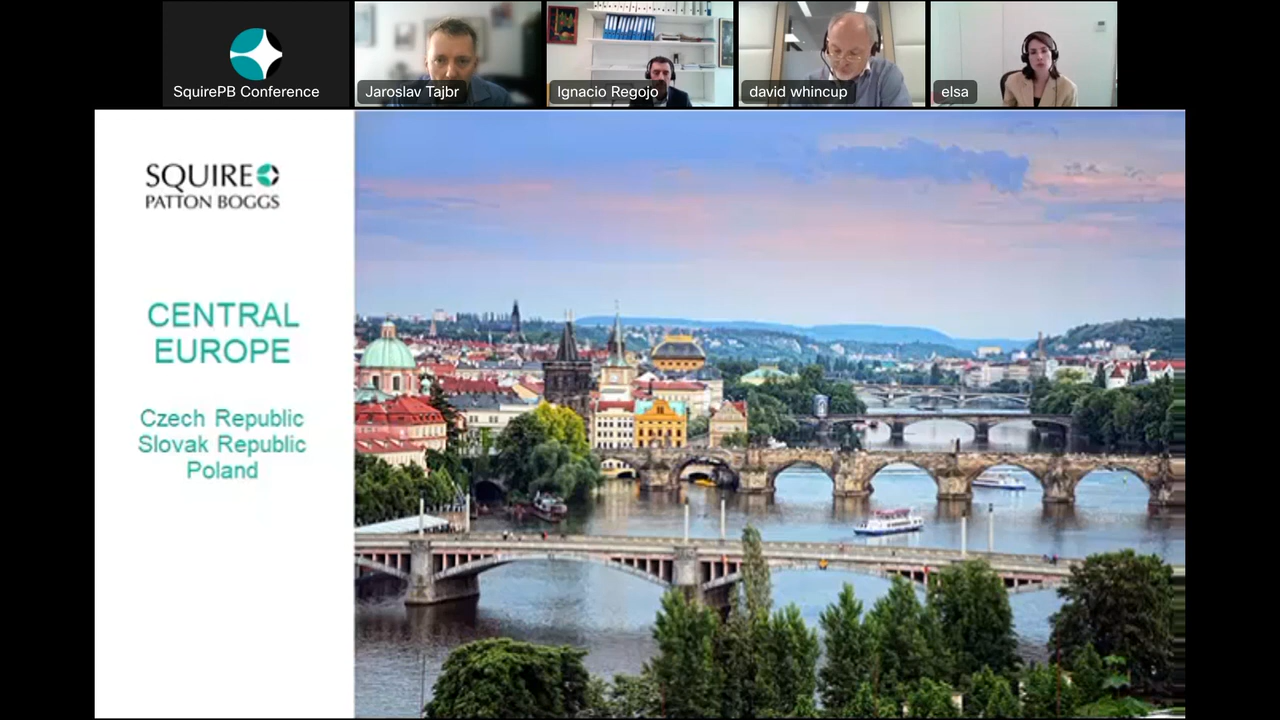 SquirePB Conference
Jaroslav Tajbr
Ignacio Regojo
david whincup
elsa
SQUIRE
PATTON BOGGS
CENTRAL
EUROPE
Czech Republic
Slovak Republic
Poland